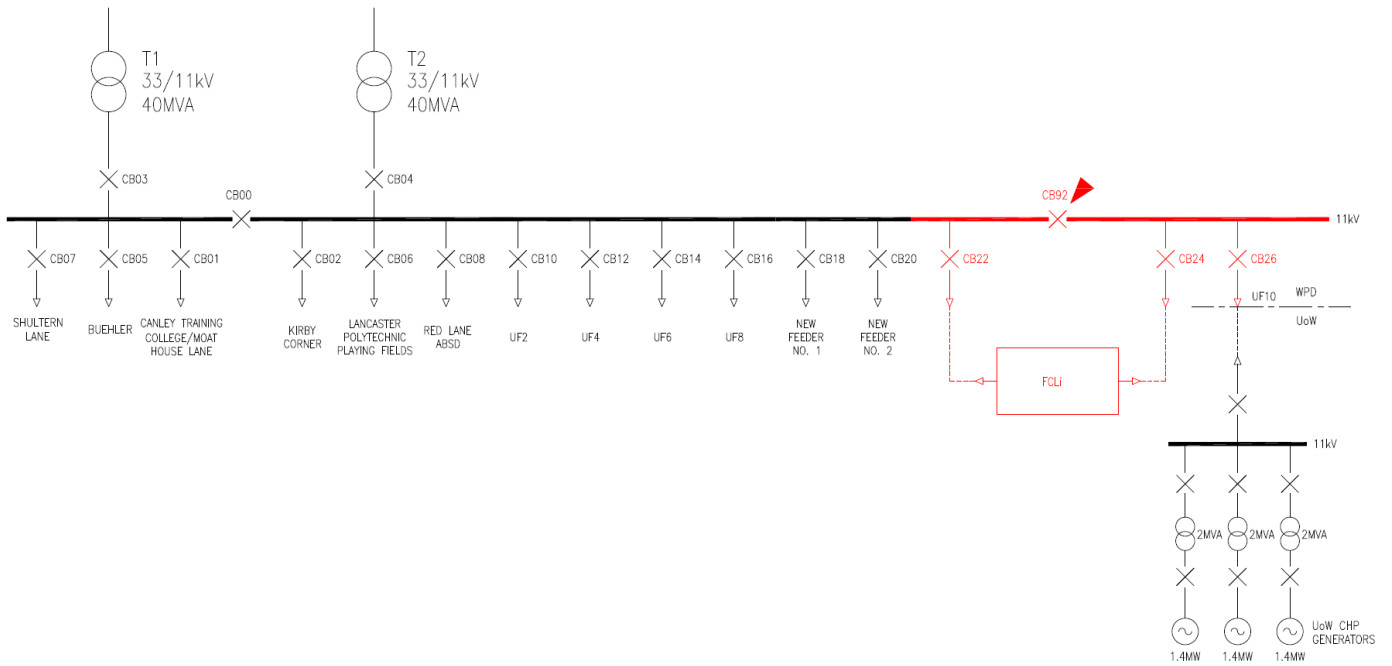 T1
33/11kV
40MVA
T2
33/11kV
40MVA
CB03
CB04
CB00
CB92
11kV
CB07
CB05
CB01
CB02
CB06
CB08
CB10
CB12
CB14
CB16
CB18
CB20
CB22
CB24
CB26
UF10
WPD
UoW
SHULTERN
LANE
BUEHLER
CANLEY TRAINING
COLLEGE/MOAT
HOUSE LANE
KIRBY
CORNER
LANCASTER
POLYTECHNIC
PLAYING FIELDS
RED LANE
ABSD
UF2
UF4
UF6
UF8
NEW
FEEDER
NO. 1
NEW
FEEDER
NO. 2
FCLi
11kV
2MVA
2MVA
2MVA
UoW CHP
GENERATORS
1.4MW
1.4MW
1.4MW